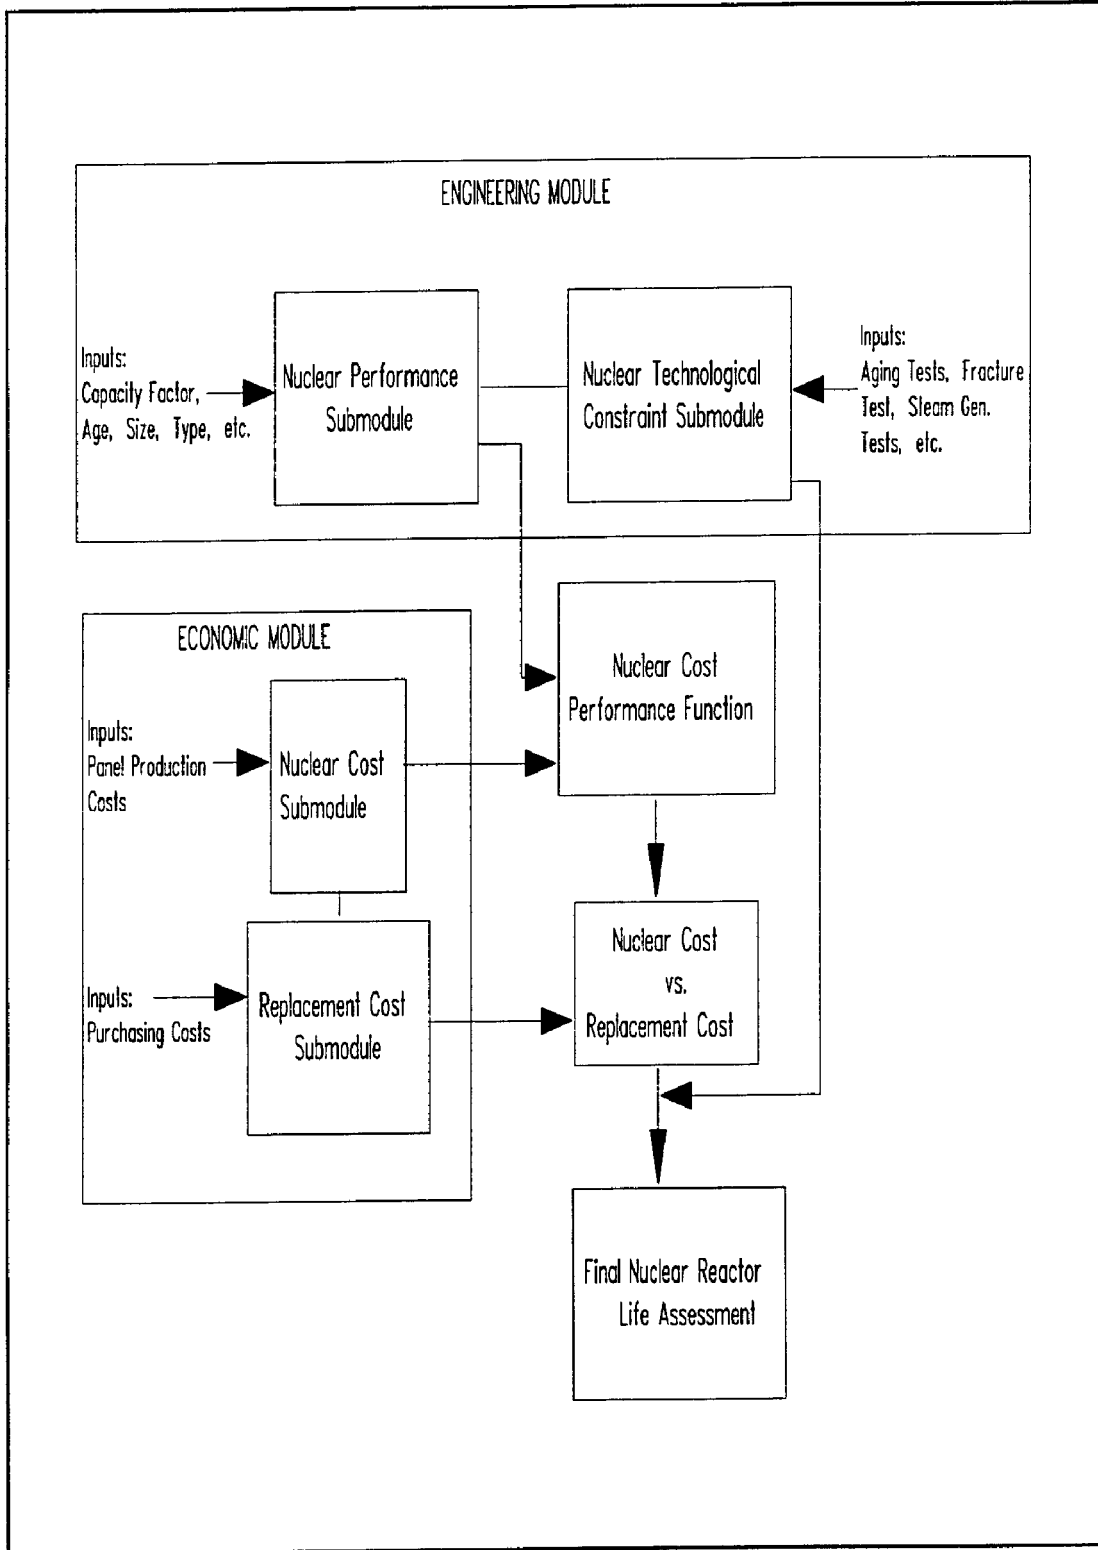 ENGINEERING MODULE
Inputs:
Capacity Factor,
Age, Size, Type, etc.
Nuclear Performance
Submodule
Nuclear Technological
Constraint Submodule
Inputs:
Aging Tests, Fracture
Test, Steam Gen.
Tests, etc.
ECONOMIC MODULE
Inputs:
Panel Production
Costs
Nuclear Cost
Submodule
Nuclear Cost
Performance Function
Inputs:
Purchasing Costs
Replacement Cost
Submodule
Nuclear Cost
vs.
Replacement Cost
Final Nuclear Reactor
Life Assessment